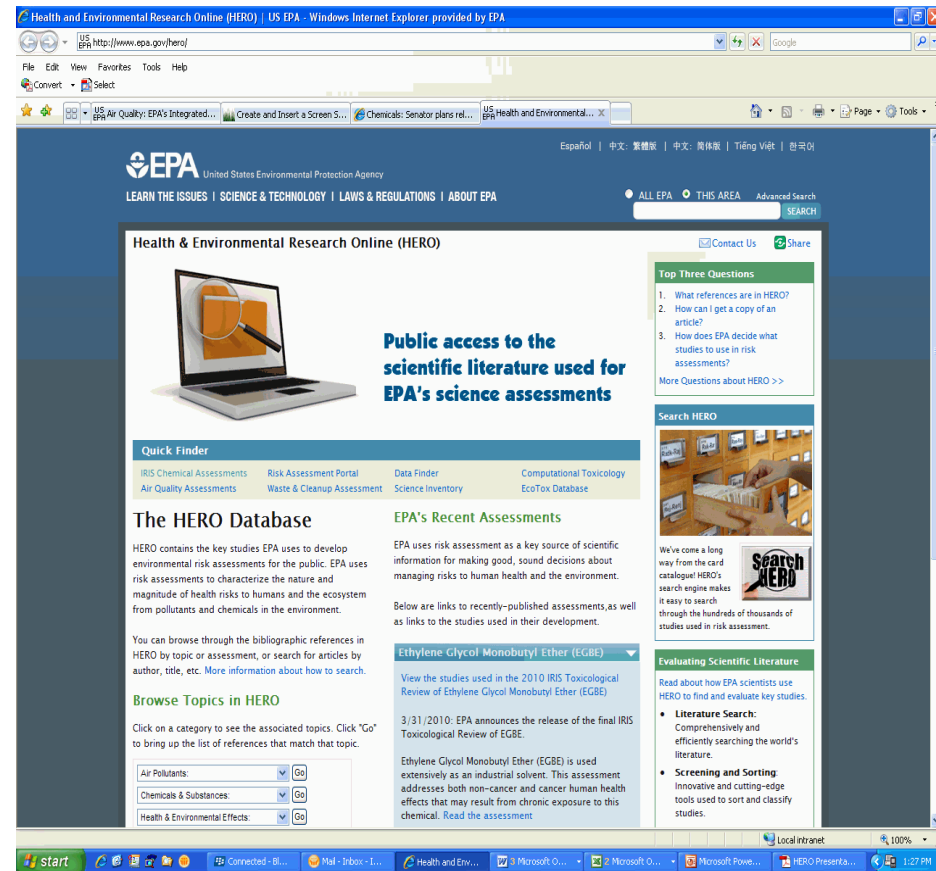 Health and Environmental Research Online (HERO) | US EPA - Windows Internet Explorer provided by EPA
US EPA http://www.epa.gov/hero/
Google
File Edit View Favorites Tools Help
Convert Select
US EPA Air Quality: EPA's Integrated... Create and Insert a Screen S... Chemicals: Senator plans rel... US EPA Health and Environmental... X
Page Tools
Español | 中文: 繁體版 | 中文: 简体版 | Tiếng Việt | 한국어
EPA United States Environmental Protection Agency
LEARN THE ISSUES | SCIENCE & TECHNOLOGY | LAWS & REGULATIONS | ABOUT EPA
ALL EPA THIS AREA Advanced Search
SEARCH
Health & Environmental Research Online (HERO)
Contact Us Share
Public access to the
scientific literature used for
EPA's science assessments
Top Three Questions
1. What references are in HERO?
2. How can I get a copy of an
article?
3. How does EPA decide what
studies to use in risk
assessments?
More Questions about HERO >>
Quick Finder
IRIS Chemical Assessments Risk Assessment Portal Data Finder Computational Toxicology
Air Quality Assessments Waste & Cleanup Assessment Science Inventory EcoTox Database
The HERO Database
HERO contains the key studies EPA uses to develop
environmental risk assessments for the public. EPA uses
risk assessments to characterize the nature and
magnitude of health risks to humans and the ecosystem
from pollutants and chemicals in the environment.
You can browse through the bibliographic references in
HERO by topic or assessment, or search for articles by
author, title, etc. More information about how to search.
Browse Topics in HERO
Click on a category to see the associated topics. Click "Go"
to bring up the list of references that match that topic.
Air Pollutants: Go
Chemicals & Substances: Go
Health & Environmental Effects: Go
EPA's Recent Assessments
EPA uses risk assessment as a key source of scientific
information for making good, sound decisions about
managing risks to human health and the environment.
Below are links to recently-published assessments,as well
as links to the studies used in their development.
Ethylene Glycol Monobutyl Ether (EGBE)
View the studies used in the 2010 IRIS Toxicological
Review of Ethylene Glycol Monobutyl Ether (EGBE)
3/31/2010: EPA announces the release of the final IRIS
Toxicological Review of EGBE.
Ethylene Glycol Monobutyl Ether (EGBE) is used
extensively as an industrial solvent. This assessment
addresses both non-cancer and cancer human health
effects that may result from chronic exposure to this
chemical. Read the assessment
Search HERO
We've come a long
way from the card
catalogue! HERO's
search engine makes
it easy to search
through the hundreds of thousands of
studies used in risk assessment.
Search
HERO
Evaluating Scientific Literature
Read about how EPA scientists use
HERO to find and evaluate key studies.
• Literature Search:
Comprehensively and
efficiently searching the world's
literature.
• Screening and Sorting:
Innovative and cutting-edge
tools used to sort and classify
studies.
Local intranet 100%
start Connected - Bl... Mail - Inbox - I... Health and Env... 3 Microsoft O... 2 Microsoft O... Microsoft Powe... HERO Presenta... 1:27 PM